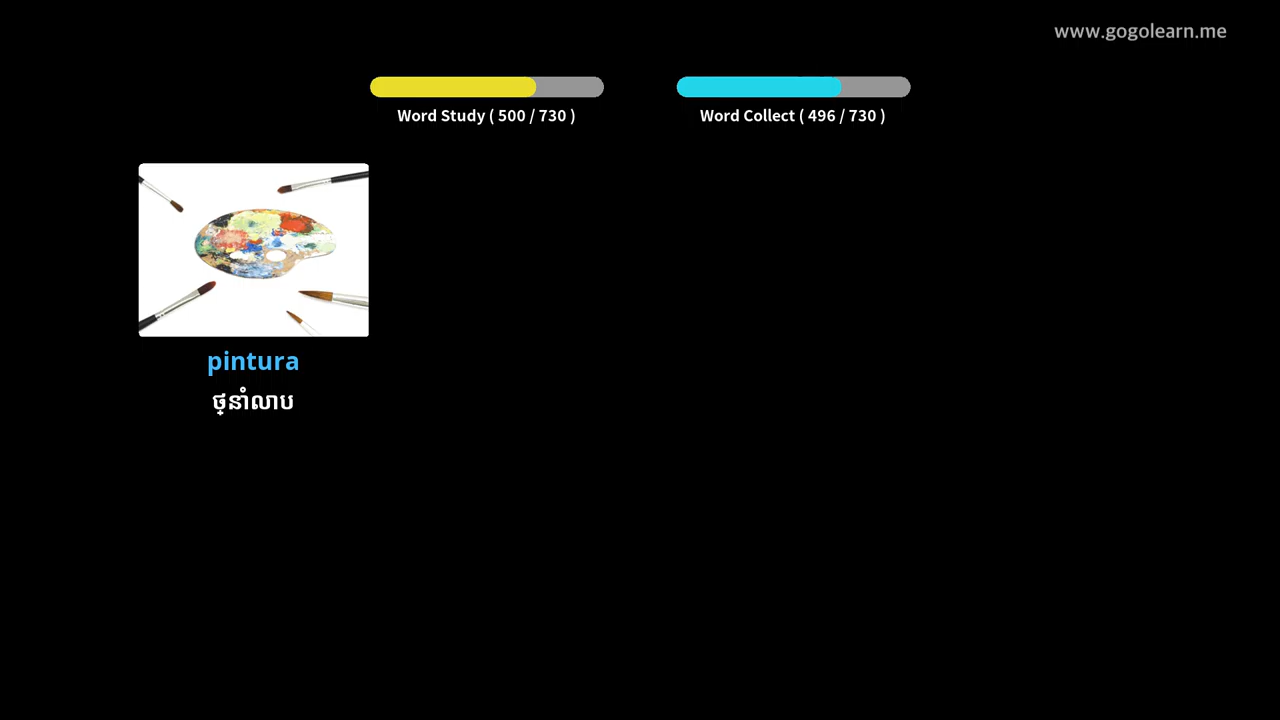 www.gogolearn.me
Word Study ( 500 / 730 )
Word Collect ( 496 / 730 )
pintura
ថ្នាំលាប